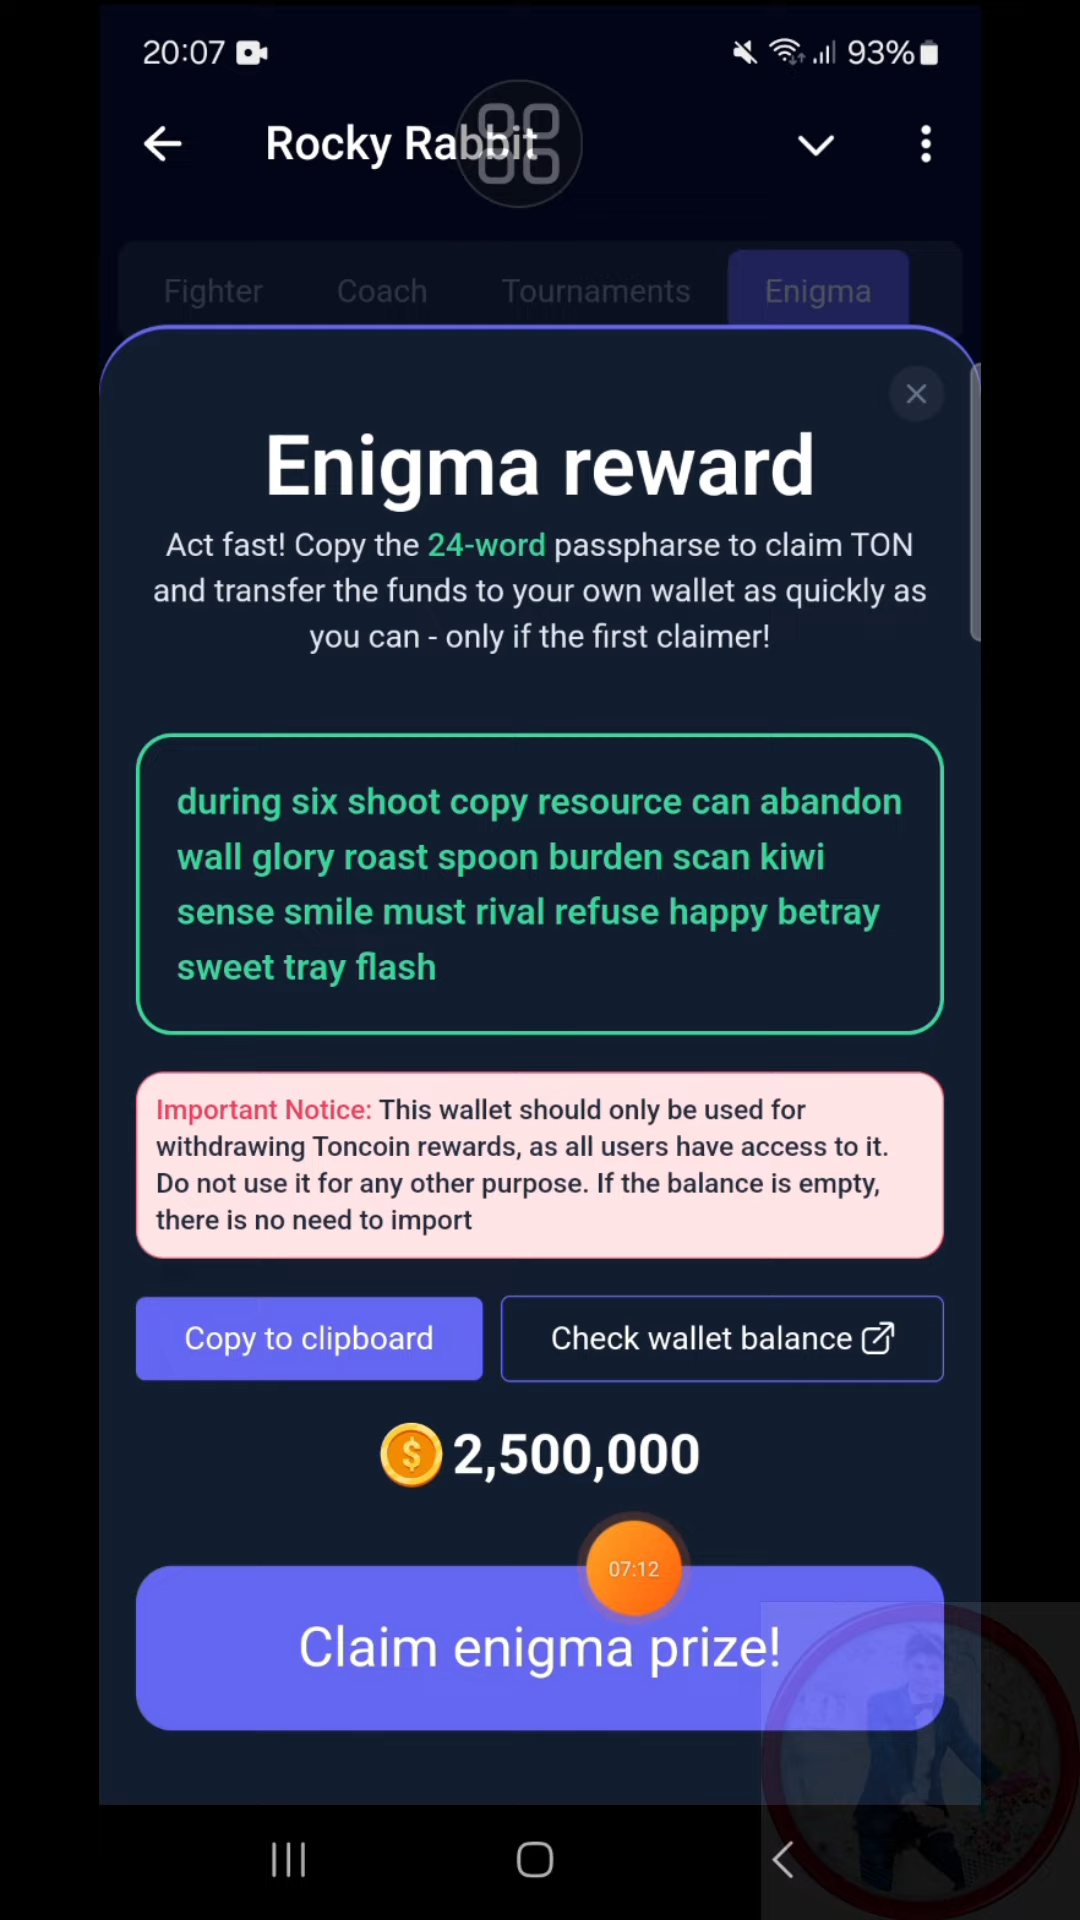 20:07
93%
Rocky Rabbit
Fighter Coach Tournaments Enigma
Enigma reward
Act fast! Copy the 24-word passpharse to claim TON
and transfer the funds to your own wallet as quickly as
you can - only if the first claimer!
during six shoot copy resource can abandon
wall glory roast spoon burden scan kiwi
sense smile must rival refuse happy betray
sweet tray flash
Important Notice: This wallet should only be used for
withdrawing Toncoin rewards, as all users have access to it.
Do not use it for any other purpose. If the balance is empty,
there is no need to import
Copy to clipboard
Check wallet balance
$ 2,500,000
07:12
Claim enigma prize!